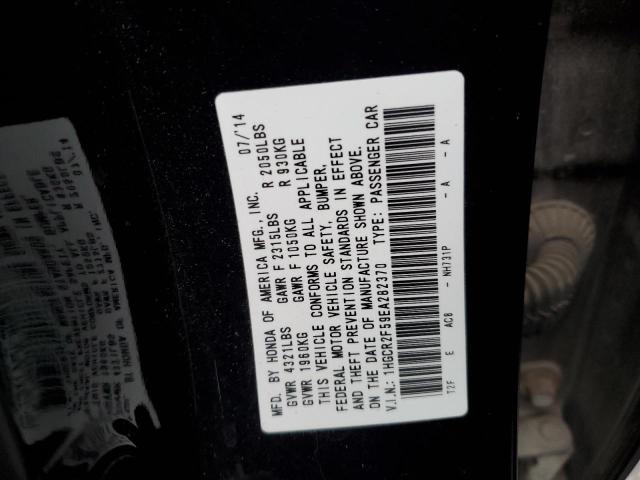 MFD. BY HONDA OF AMERICA MFG., INC. 07/'14
GVWR 4321LBS GAWR F 2315LBS R 2050LBS
GVWR 1960KG GAWR F 1050KG R 930KG
THIS VEHICLE CONFORMS TO ALL APPLICABLE
FEDERAL MOTOR VEHICLE SAFETY, BUMPER,
AND THEFT PREVENTION STANDARDS IN EFFECT
ON THE DATE OF MANUFACTURE SHOWN ABOVE.
V.I.N.: 1HGCR2F59EA282370 TYPE: PASSENGER CAR
T2F E AC8 - NH731P - A - A